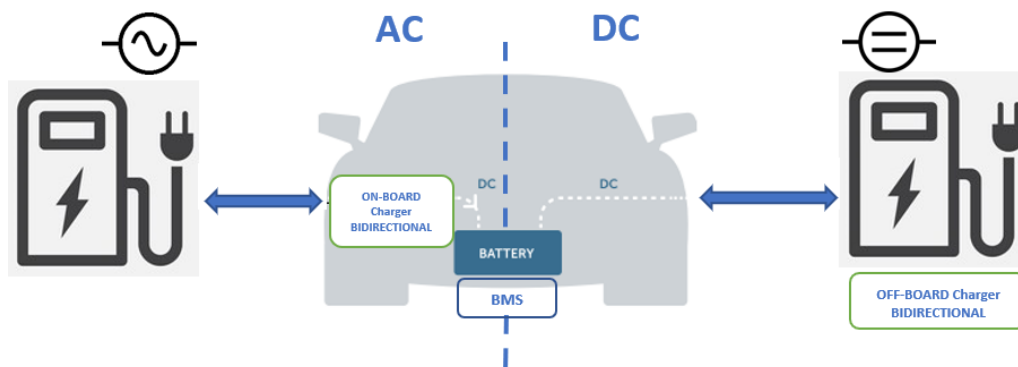 AC
DC
DC
DC
ON-BOARD
Charger
BIDIRECTIONAL
BATTERY
BMS
OFF-BOARD Charger
BIDIRECTIONAL